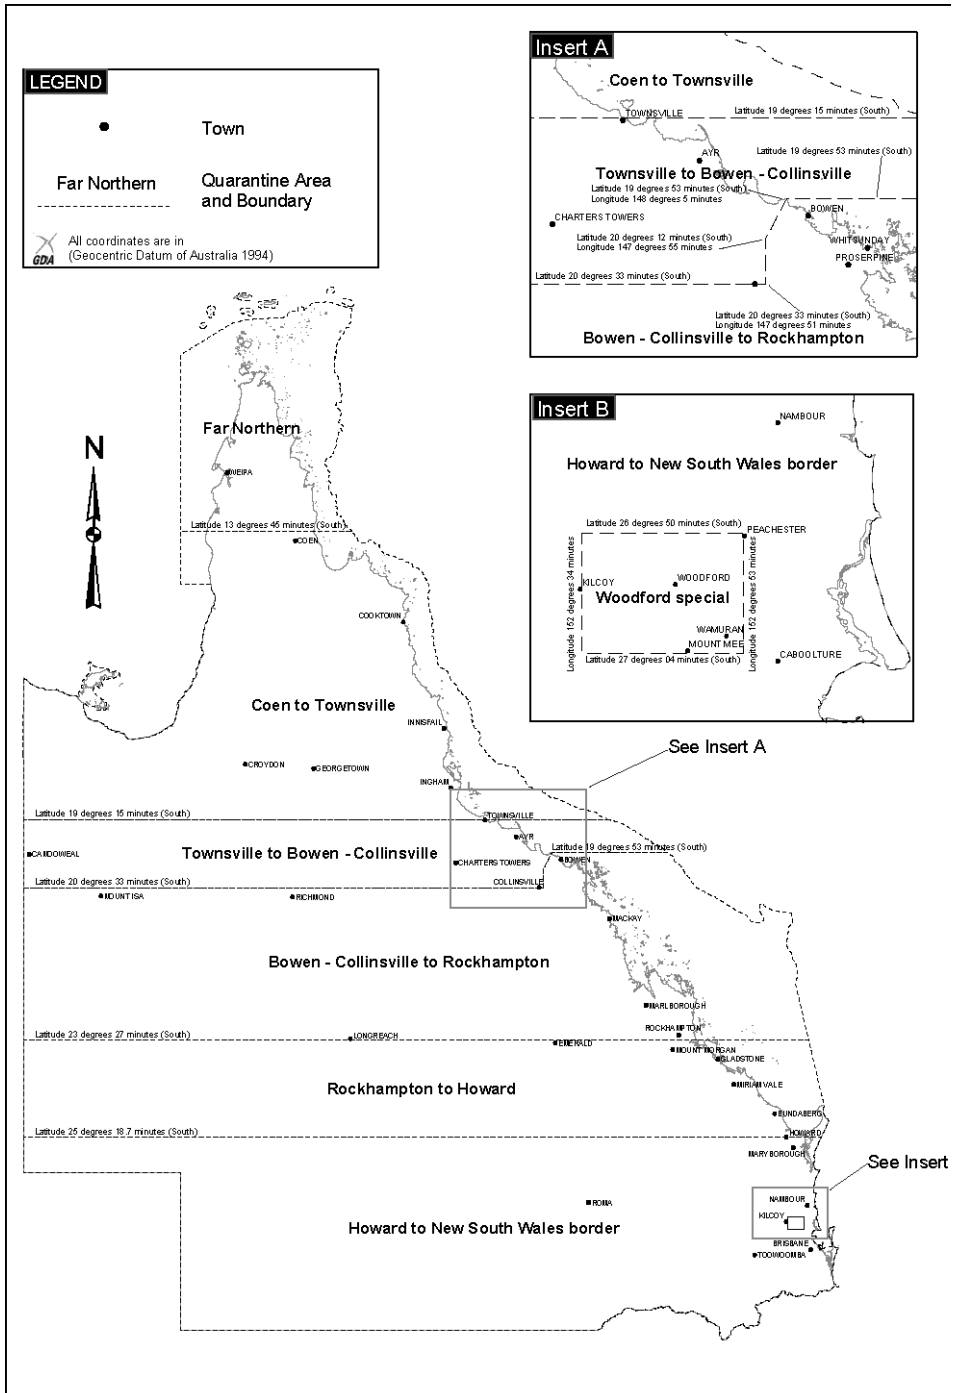 LEGEND
Town
Far Northern
Quarantine Area
and Boundary
GDA
All coordinates are in
(Geocentric Datum of Australia 1994)
Insert A
Coen to Townsville
Latitude 19 degrees 15 minutes (South)
TOWNSVILLE
AYR
Latitude 19 degrees 53 minutes (South)
Townsville to Bowen - Collinsville
Latitude 19 degrees 53 minutes (South)
Longitude 148 degrees 5 minutes
BOWEN
CHARTERS TOWERS
Latitude 20 degrees 12 minutes (South)
Longitude 147 degrees 55 minutes
WHITSUNDAY
PROSERPINE
Latitude 20 degrees 33 minutes (South)
Latitude 20 degrees 33 minutes (South)
Longitude 147 degrees 51 minutes
Bowen - Collinsville to Rockhampton
Insert B
NAMBOUR
Howard to New South Wales border
Latitude 26 degrees 50 minutes (South)
PEACHESTER
Longitude 152 degrees 34 minutes
Longitude 152 degrees 53 minutes
KILCOY
WOODFORD
Woodford special
WAMURAN
MOUNT MEE
Latitude 27 degrees 04 minutes (South)
CABOOLTURE
N
Far Northern
WEIPA
Latitude 13 degrees 45 minutes (South)
COEN
COOKTOWN
Coen to Townsville
INNISFAIL
CROYDON
GEORGETOWN
INGHAM
See Insert A
Latitude 19 degrees 15 minutes (South)
TOWNSVILLE
AYR
CAMOOWEAL
Townsville to Bowen - Collinsville
Latitude 19 degrees 53 minutes (South)
CHARTERS TOWERS
BOWEN
Latitude 20 degrees 33 minutes (South)
COLLINSVILLE
MOUNT ISA
RICHMOND
MACKAY
Bowen - Collinsville to Rockhampton
MARLBOROUGH
Latitude 23 degrees 27 minutes (South)
LONGREACH
EMERALD
ROCKHAMPTON
MOUNT MORGAN
GLADSTONE
Rockhampton to Howard
MIRIAM VALE
BUNDABERG
Latitude 25 degrees 18.7 minutes (South)
HOWARD
MARYBOROUGH
See Insert
ROMA
NAMBOUR
KILCOY
Howard to New South Wales border
BRISBANE
TOOWOOMBA